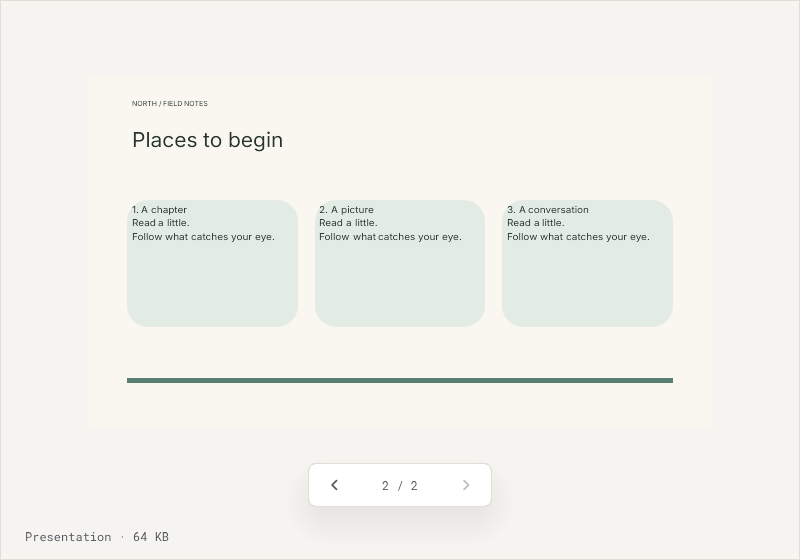 NORTH / FIELD NOTES
Places to begin
1. A chapter
Read a little.
Follow what catches your eye.
2. A picture
Read a little.
Follow what catches your eye.
3. A conversation
Read a little.
Follow what catches your eye.
2 / 2
Presentation · 64 KB